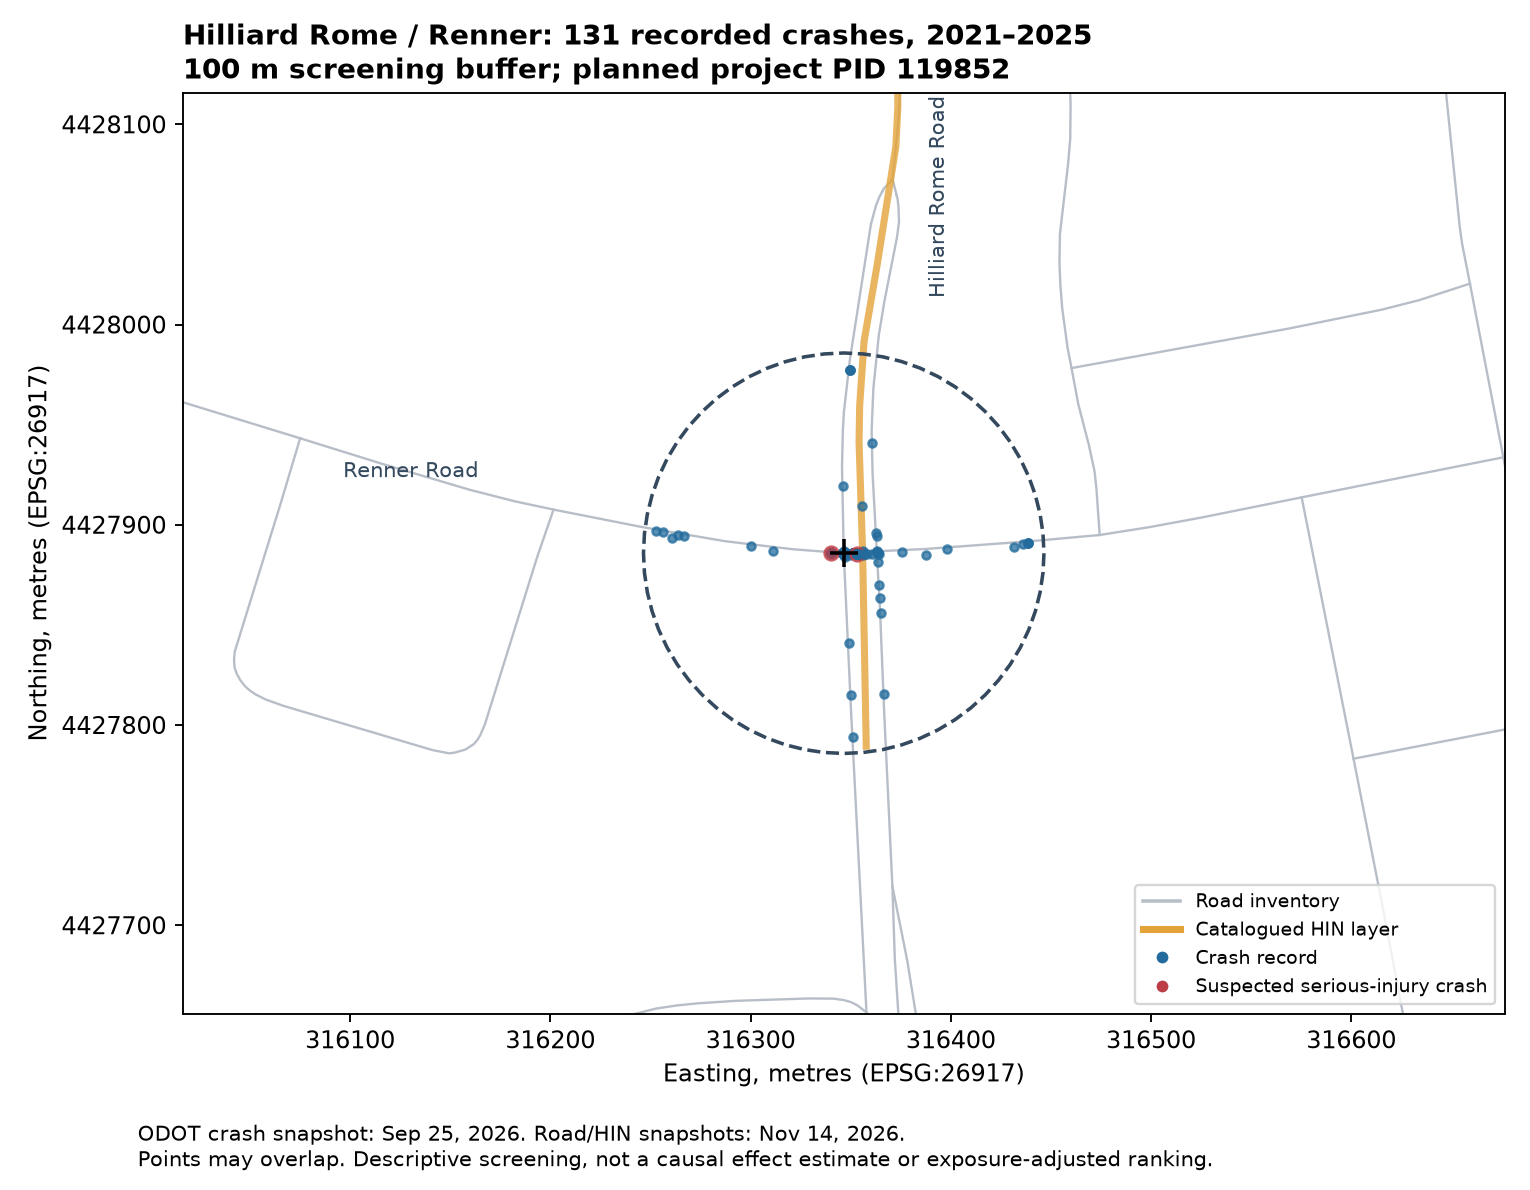 Hilliard Rome / Renner: 131 recorded crashes, 2021–2025
100 m screening buffer; planned project PID 119852
Hilliard Rome Road
Renner Road
Northing, metres (EPSG:26917)
4428100
4428000
4427900
4427800
4427700
Road inventory
Catalogued HIN layer
Crash record
Suspected serious-injury crash
316100
316200
316300
316400
316500
316600
Easting, metres (EPSG:26917)
ODOT crash snapshot: Sep 25, 2026. Road/HIN snapshots: Nov 14, 2026.
Points may overlap. Descriptive screening, not a causal effect estimate or exposure-adjusted ranking.